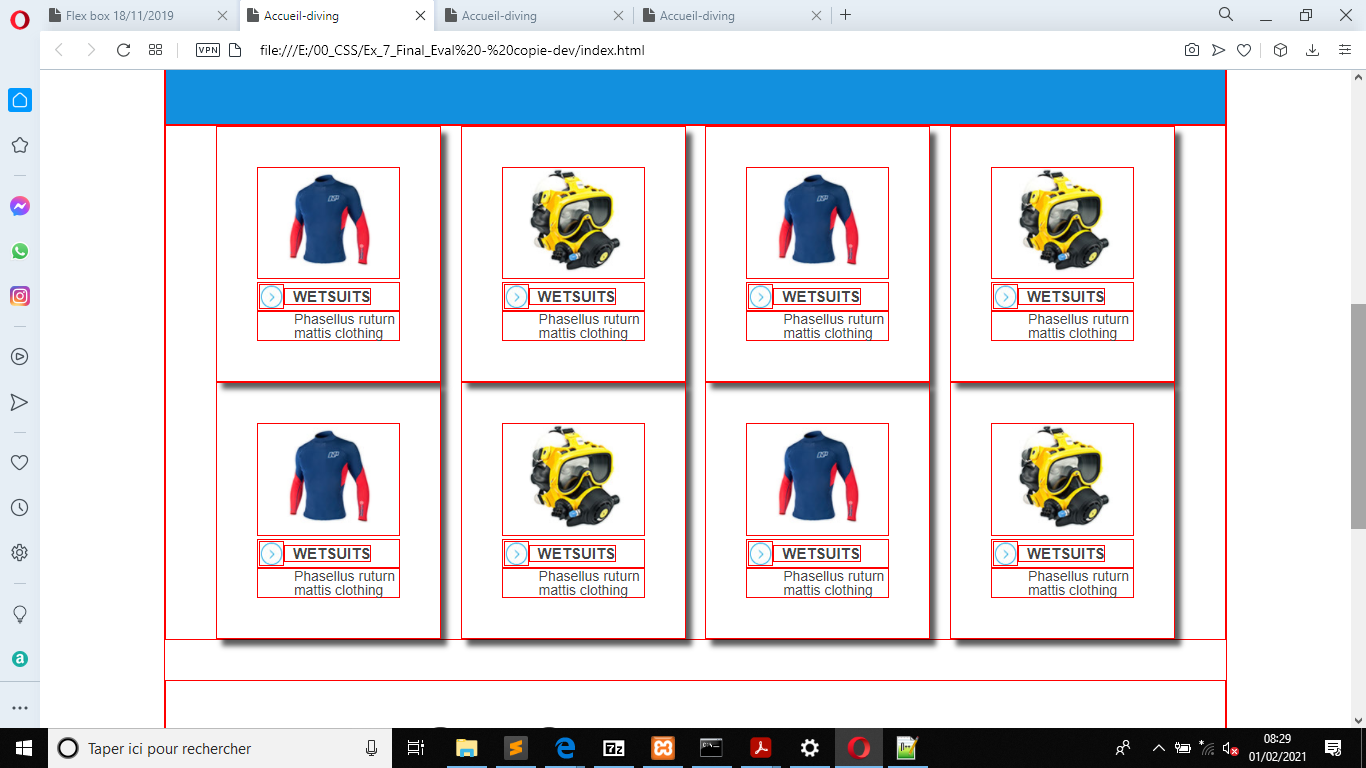 Flex box 18/11/2019
Accueil-diving
Accueil-diving
Accueil-diving
VPN
file:///E:/00_CSS/Ex_7_Final_Eval%20-%20copie-dev/index.html
WETSUITS
Phasellus ruturn
mattis clothing
WETSUITS
Phasellus ruturn
mattis clothing
WETSUITS
Phasellus ruturn
mattis clothing
WETSUITS
Phasellus ruturn
mattis clothing
WETSUITS
Phasellus ruturn
mattis clothing
WETSUITS
Phasellus ruturn
mattis clothing
WETSUITS
Phasellus ruturn
mattis clothing
WETSUITS
Phasellus ruturn
mattis clothing
a
Taper ici pour rechercher
7z
08:29
01/02/2021